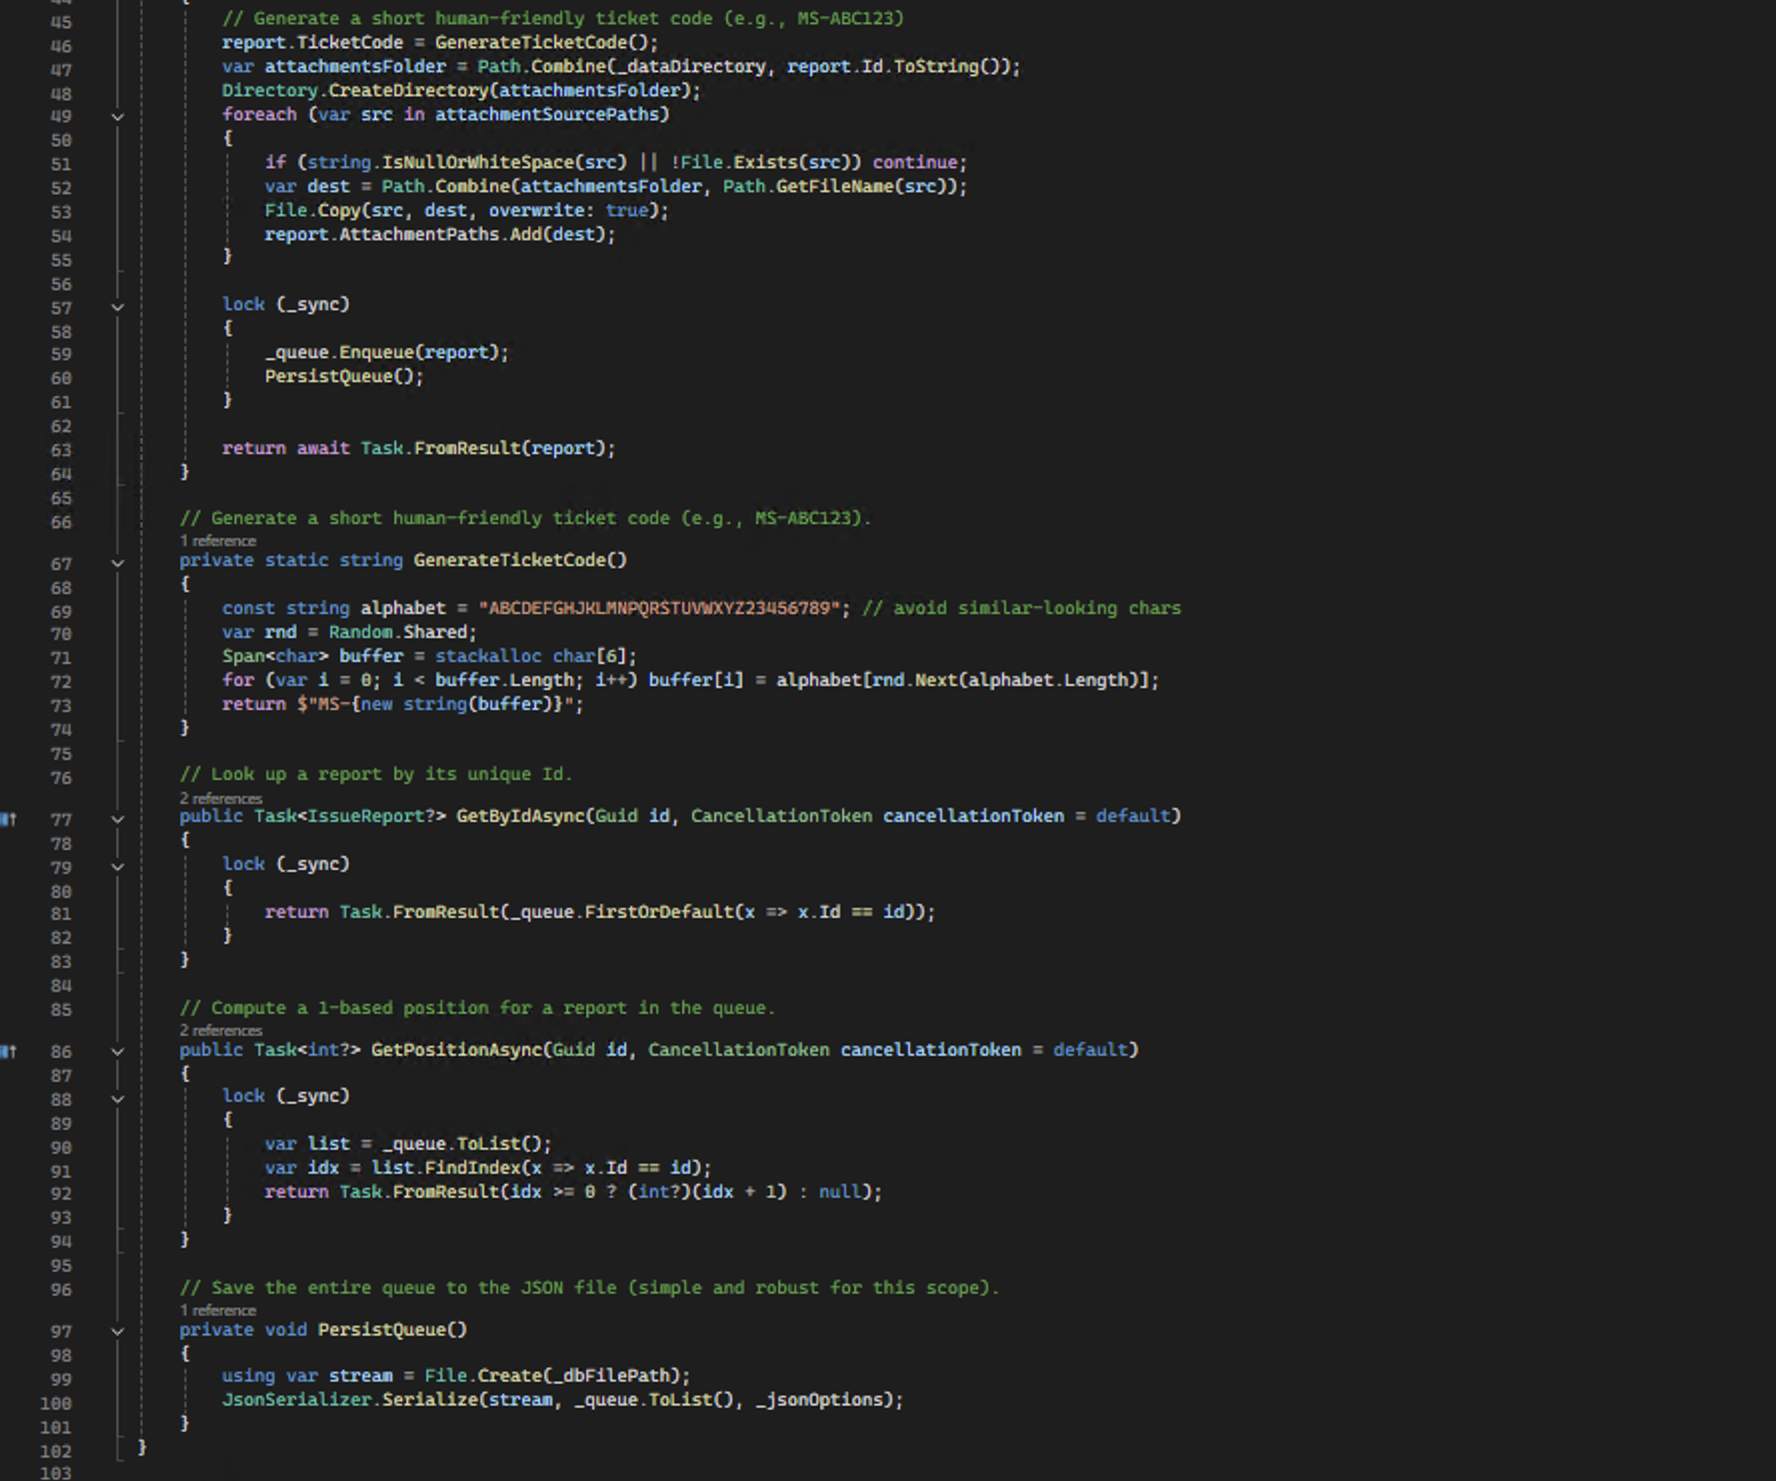 44 {
45 // Generate a short human-friendly ticket code (e.g., MS-ABC123)
46 report.TicketCode = GenerateTicketCode();
47 var attachmentsFolder = Path.Combine(_dataDirectory, report.Id.ToString());
48 Directory.CreateDirectory(attachmentsFolder);
49 foreach (var src in attachmentSourcePaths)
50 {
51 if (string.IsNullOrWhiteSpace(src) || !File.Exists(src)) continue;
52 var dest = Path.Combine(attachmentsFolder, Path.GetFileName(src));
53 File.Copy(src, dest, overwrite: true);
54 report.AttachmentPaths.Add(dest);
55 }
56
57 lock (_sync)
58 {
59 _queue.Enqueue(report);
60 PersistQueue();
61 }
62
63 return await Task.FromResult(report);
64 }
65
66 // Generate a short human-friendly ticket code (e.g., MS-ABC123).
1 reference
67 private static string GenerateTicketCode()
68 {
69 const string alphabet = "ABCDEFGHJKLMNPQRSTUVWXYZ23456789"; // avoid similar-looking chars
70 var rnd = Random.Shared;
71 Span<char> buffer = stackalloc char[6];
72 for (var i = 0; i < buffer.Length; i++) buffer[i] = alphabet[rnd.Next(alphabet.Length)];
73 return $"MS-{new string(buffer)}";
74 }
75
76 // Look up a report by its unique Id.
2 references
77 public Task<IssueReport?> GetByIdAsync(Guid id, CancellationToken cancellationToken = default)
78 {
79 lock (_sync)
80 {
81 return Task.FromResult(_queue.FirstOrDefault(x => x.Id == id));
82 }
83 }
84
85 // Compute a 1-based position for a report in the queue.
2 references
86 public Task<int?> GetPositionAsync(Guid id, CancellationToken cancellationToken = default)
87 {
88 lock (_sync)
89 {
90 var list = _queue.ToList();
91 var idx = list.FindIndex(x => x.Id == id);
92 return Task.FromResult(idx >= 0 ? (int?)(idx + 1) : null);
93 }
94 }
95
96 // Save the entire queue to the JSON file (simple and robust for this scope).
1 reference
97 private void PersistQueue()
98 {
99 using var stream = File.Create(_dbFilePath);
100 JsonSerializer.Serialize(stream, _queue.ToList(), _jsonOptions);
101 }
102 }
103